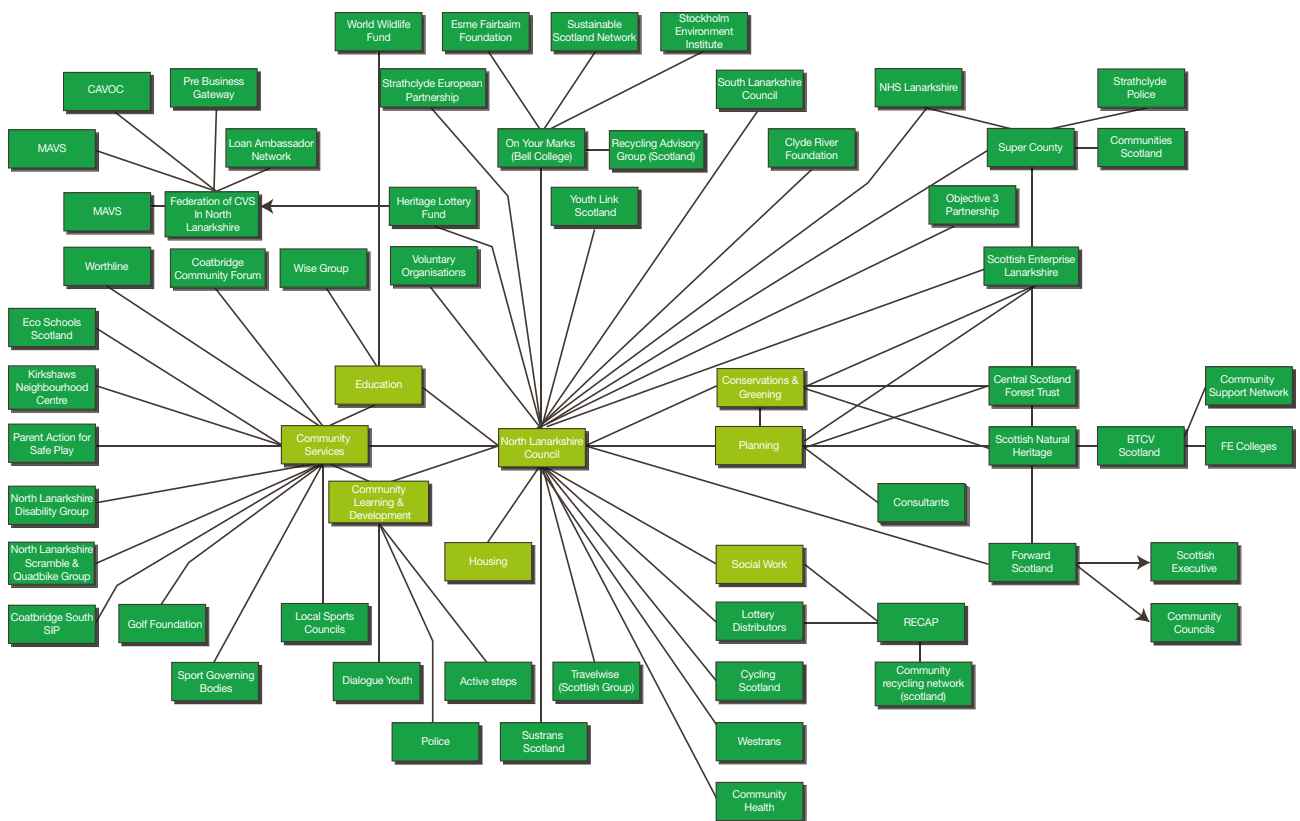 World Wildlife
Fund
Esme Fairbairn
Foundation
Sustainable
Scotland Network
Stockholm
Environment
Institute
CAVOC
Pre Business
Gateway
Strathclyde European
Partnership
South Lanarkshire
Council
NHS Lanarkshire
Strathclyde
Police
MAVS
Loan Ambassador
Network
On Your Marks
(Bell College)
Recycling Advisory
Group (Scotland)
Clyde River
Foundation
Super County
Communities
Scotland
MAVS
Federation of CVS
In North
Lanarkshire
Heritage Lottery
Fund
Youth Link
Scotland
Objective 3
Partnership
Worthline
Coatbridge
Community Forum
Wise Group
Voluntary
Organisations
Scottish Enterprise
Lanarkshire
Eco Schools
Scotland
Kirkshaws
Neighbourhood
Centre
Education
Conservations &
Greening
Central Scotland
Forest Trust
Community
Support Network
Parent Action for
Safe Play
Community
Services
North Lanarkshire
Council
Planning
Scottish Natural
Heritage
BTCV
Scotland
FE Colleges
North Lanarkshire
Disability Group
Community
Learning &
Development
Consultants
North Lanarkshire
Scramble &
Quadbike Group
Housing
Social Work
Forward
Scotland
Scottish
Executive
Coatbridge South
SIP
Golf Foundation
Local Sports
Councils
Lottery
Distributors
RECAP
Community
Councils
Sport Governing
Bodies
Dialogue Youth
Active steps
Travelwise
(Scottish Group)
Cycling
Scotland
Community
recycling network
(scotland)
Police
Sustrans
Scotland
Westrans
Community
Health